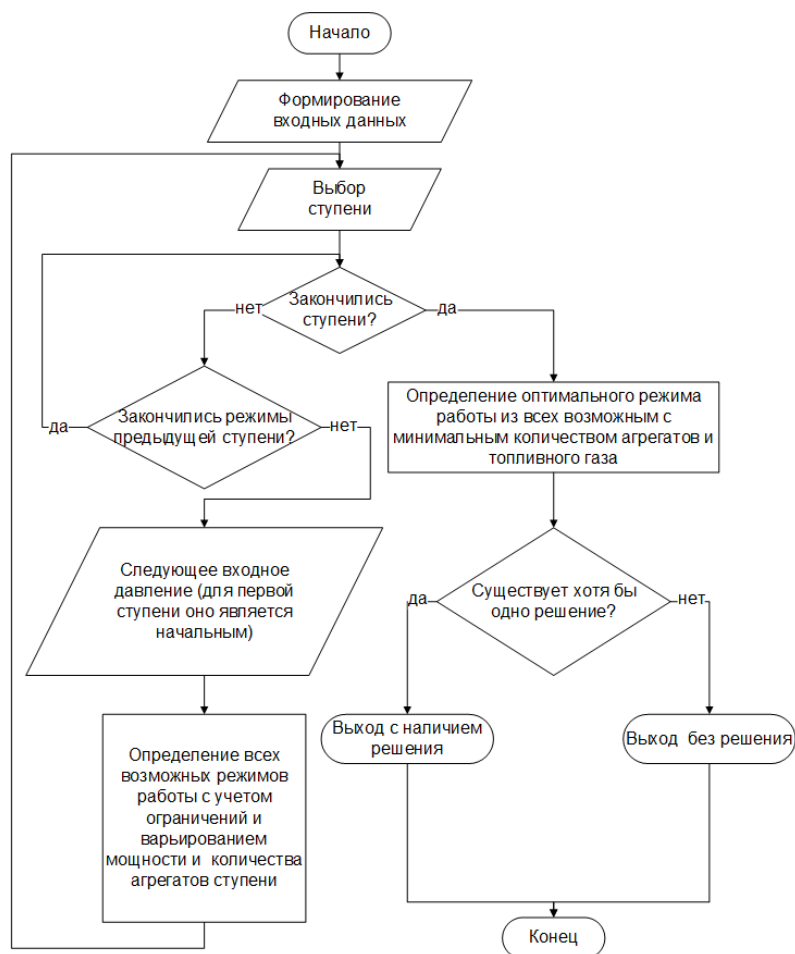 Начало
Формирование
входных данных
Выбор
ступени
Закончились
ступени?
нет
да
Закончились режимы
предыдущей ступени?
да
нет
Определение оптимального режима
работы из всех возможным с
минимальным количеством агрегатов и
топливного газа
Следующее входное
давление (для первой
ступени оно является
начальным)
Существует хотя бы
одно решение?
да
нет
Определение всех
возможных режимов
работы с учетом
ограничений и
варьированием
мощности и количества
агрегатов ступени
Выход с наличием
решения
Выход без решения
Конец